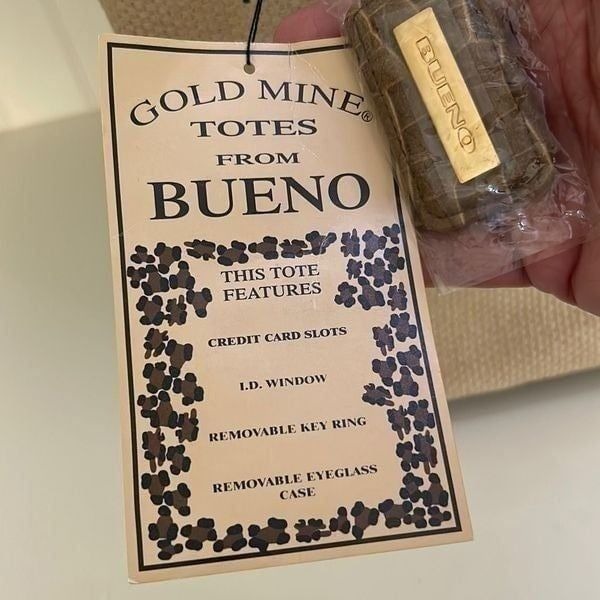 GOLD MINE®
TOTES
FROM
BUENO
THIS TOTE
FEATURES
CREDIT CARD SLOTS
I.D. WINDOW
REMOVABLE KEY RING
REMOVABLE EYEGLASS
CASE
BUENO